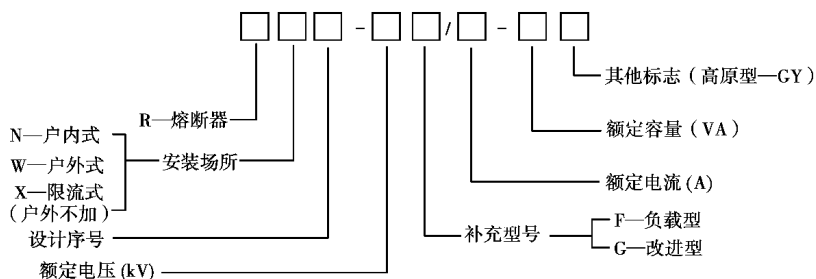 □□□-□□/□-□□
其他标志（高原型—GY）
R—熔断器
额定容量（VA）
N—户内式
W—户外式
安装场所
X—限流式
（户外不加）
额定电流(A)
设计序号
补充型号
F—负载型
G—改进型
额定电压(kV)